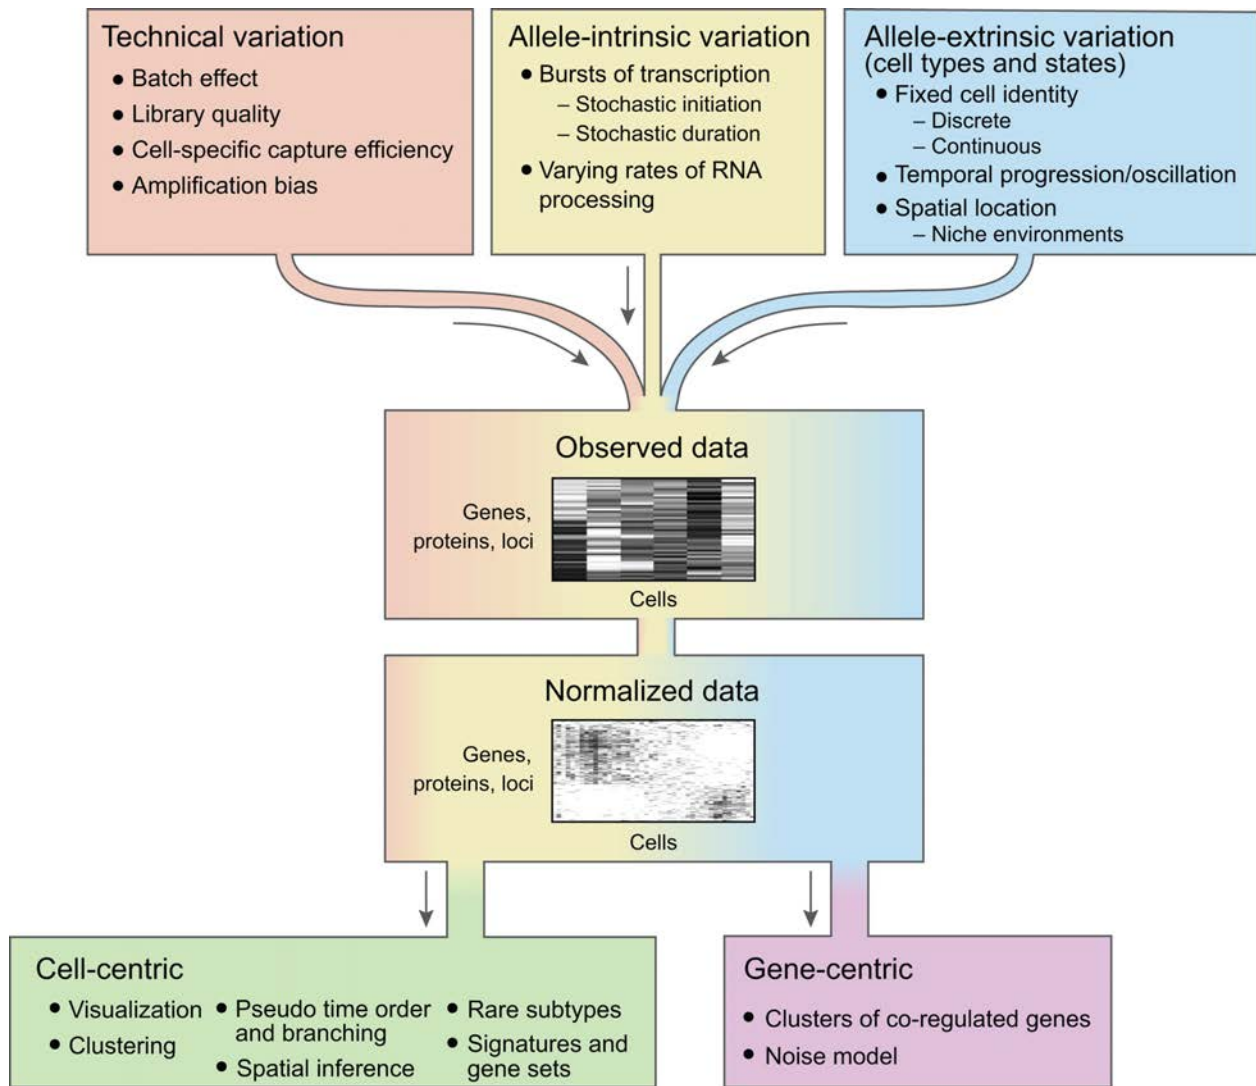 Technical variation
● Batch effect
● Library quality
● Cell-specific capture efficiency
● Amplification bias
Allele-intrinsic variation
● Bursts of transcription
– Stochastic initiation
– Stochastic duration
● Varying rates of RNA
processing
Allele-extrinsic variation
(cell types and states)
● Fixed cell identity
– Discrete
– Continuous
● Temporal progression/oscillation
● Spatial location
– Niche environments
Observed data
Genes,
proteins, loci
Cells
Normalized data
Genes,
proteins, loci
Cells
Cell-centric
● Visualization
● Clustering
● Pseudo time order
and branching
● Spatial inference
● Rare subtypes
● Signatures and
gene sets
Gene-centric
● Clusters of co-regulated genes
● Noise model